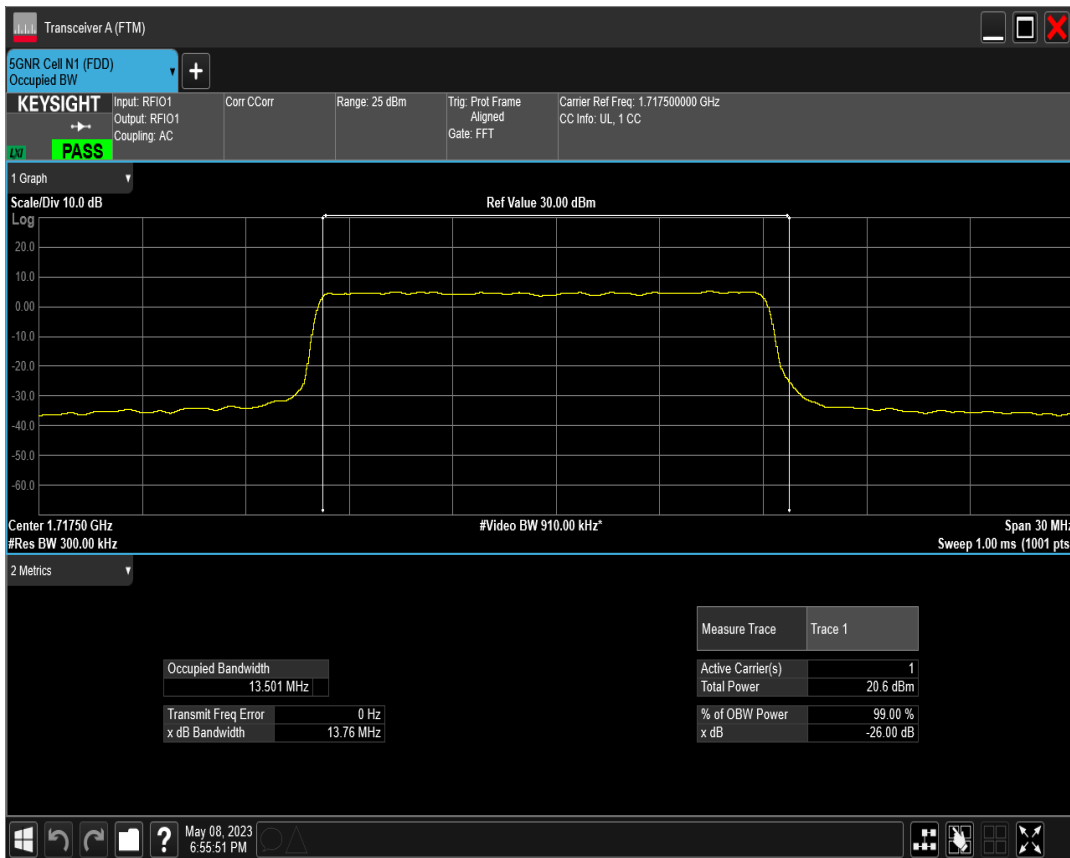 Transceiver A (FTM)
5GNR Cell N1 (FDD)
Occupied BW
+
KEYSIGHT
LXI
PASS
Input: RFIO1
Output: RFIO1
Coupling: AC
Corr CCorr
Range: 25 dBm
Trig: Prot Frame
Aligned
Gate: FFT
Carrier Ref Freq: 1.717500000 GHz
CC Info: UL, 1 CC
1 Graph
Scale/Div 10.0 dB
Ref Value 30.00 dBm
Log
20.0
10.0
0.00
-10.0
-20.0
-30.0
-40.0
-50.0
-60.0
Center 1.71750 GHz
#Video BW 910.00 kHz*
Span 30 MHz
#Res BW 300.00 kHz
Sweep 1.00 ms (1001 pts
2 Metrics
Measure Trace Trace 1
Occupied Bandwidth
13.501 MHz
Active Carrier(s) 1
Total Power 20.6 dBm
Transmit Freq Error 0 Hz
x dB Bandwidth 13.76 MHz
% of OBW Power 99.00 %
x dB -26.00 dB
?
May 08, 2023
6:55:51 PM